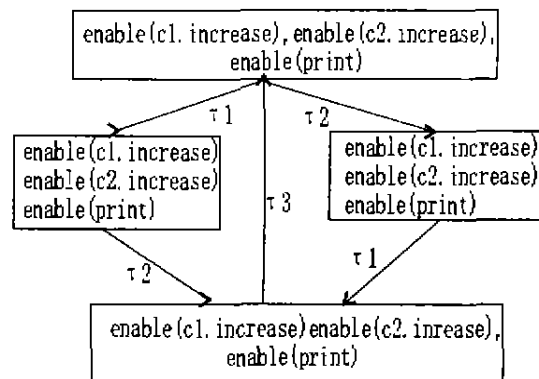 enable(c1.increase),enable(c2.increase),
enable(print)
τ1
τ2
enable(c1.increase)
enable(c2.increase)
enable(print)
enable(c1.increase)
enable(c2.increase)
enable(print)
τ3
τ2
τ1
enable(c1.increase)enable(c2.inrease),
enable(print)